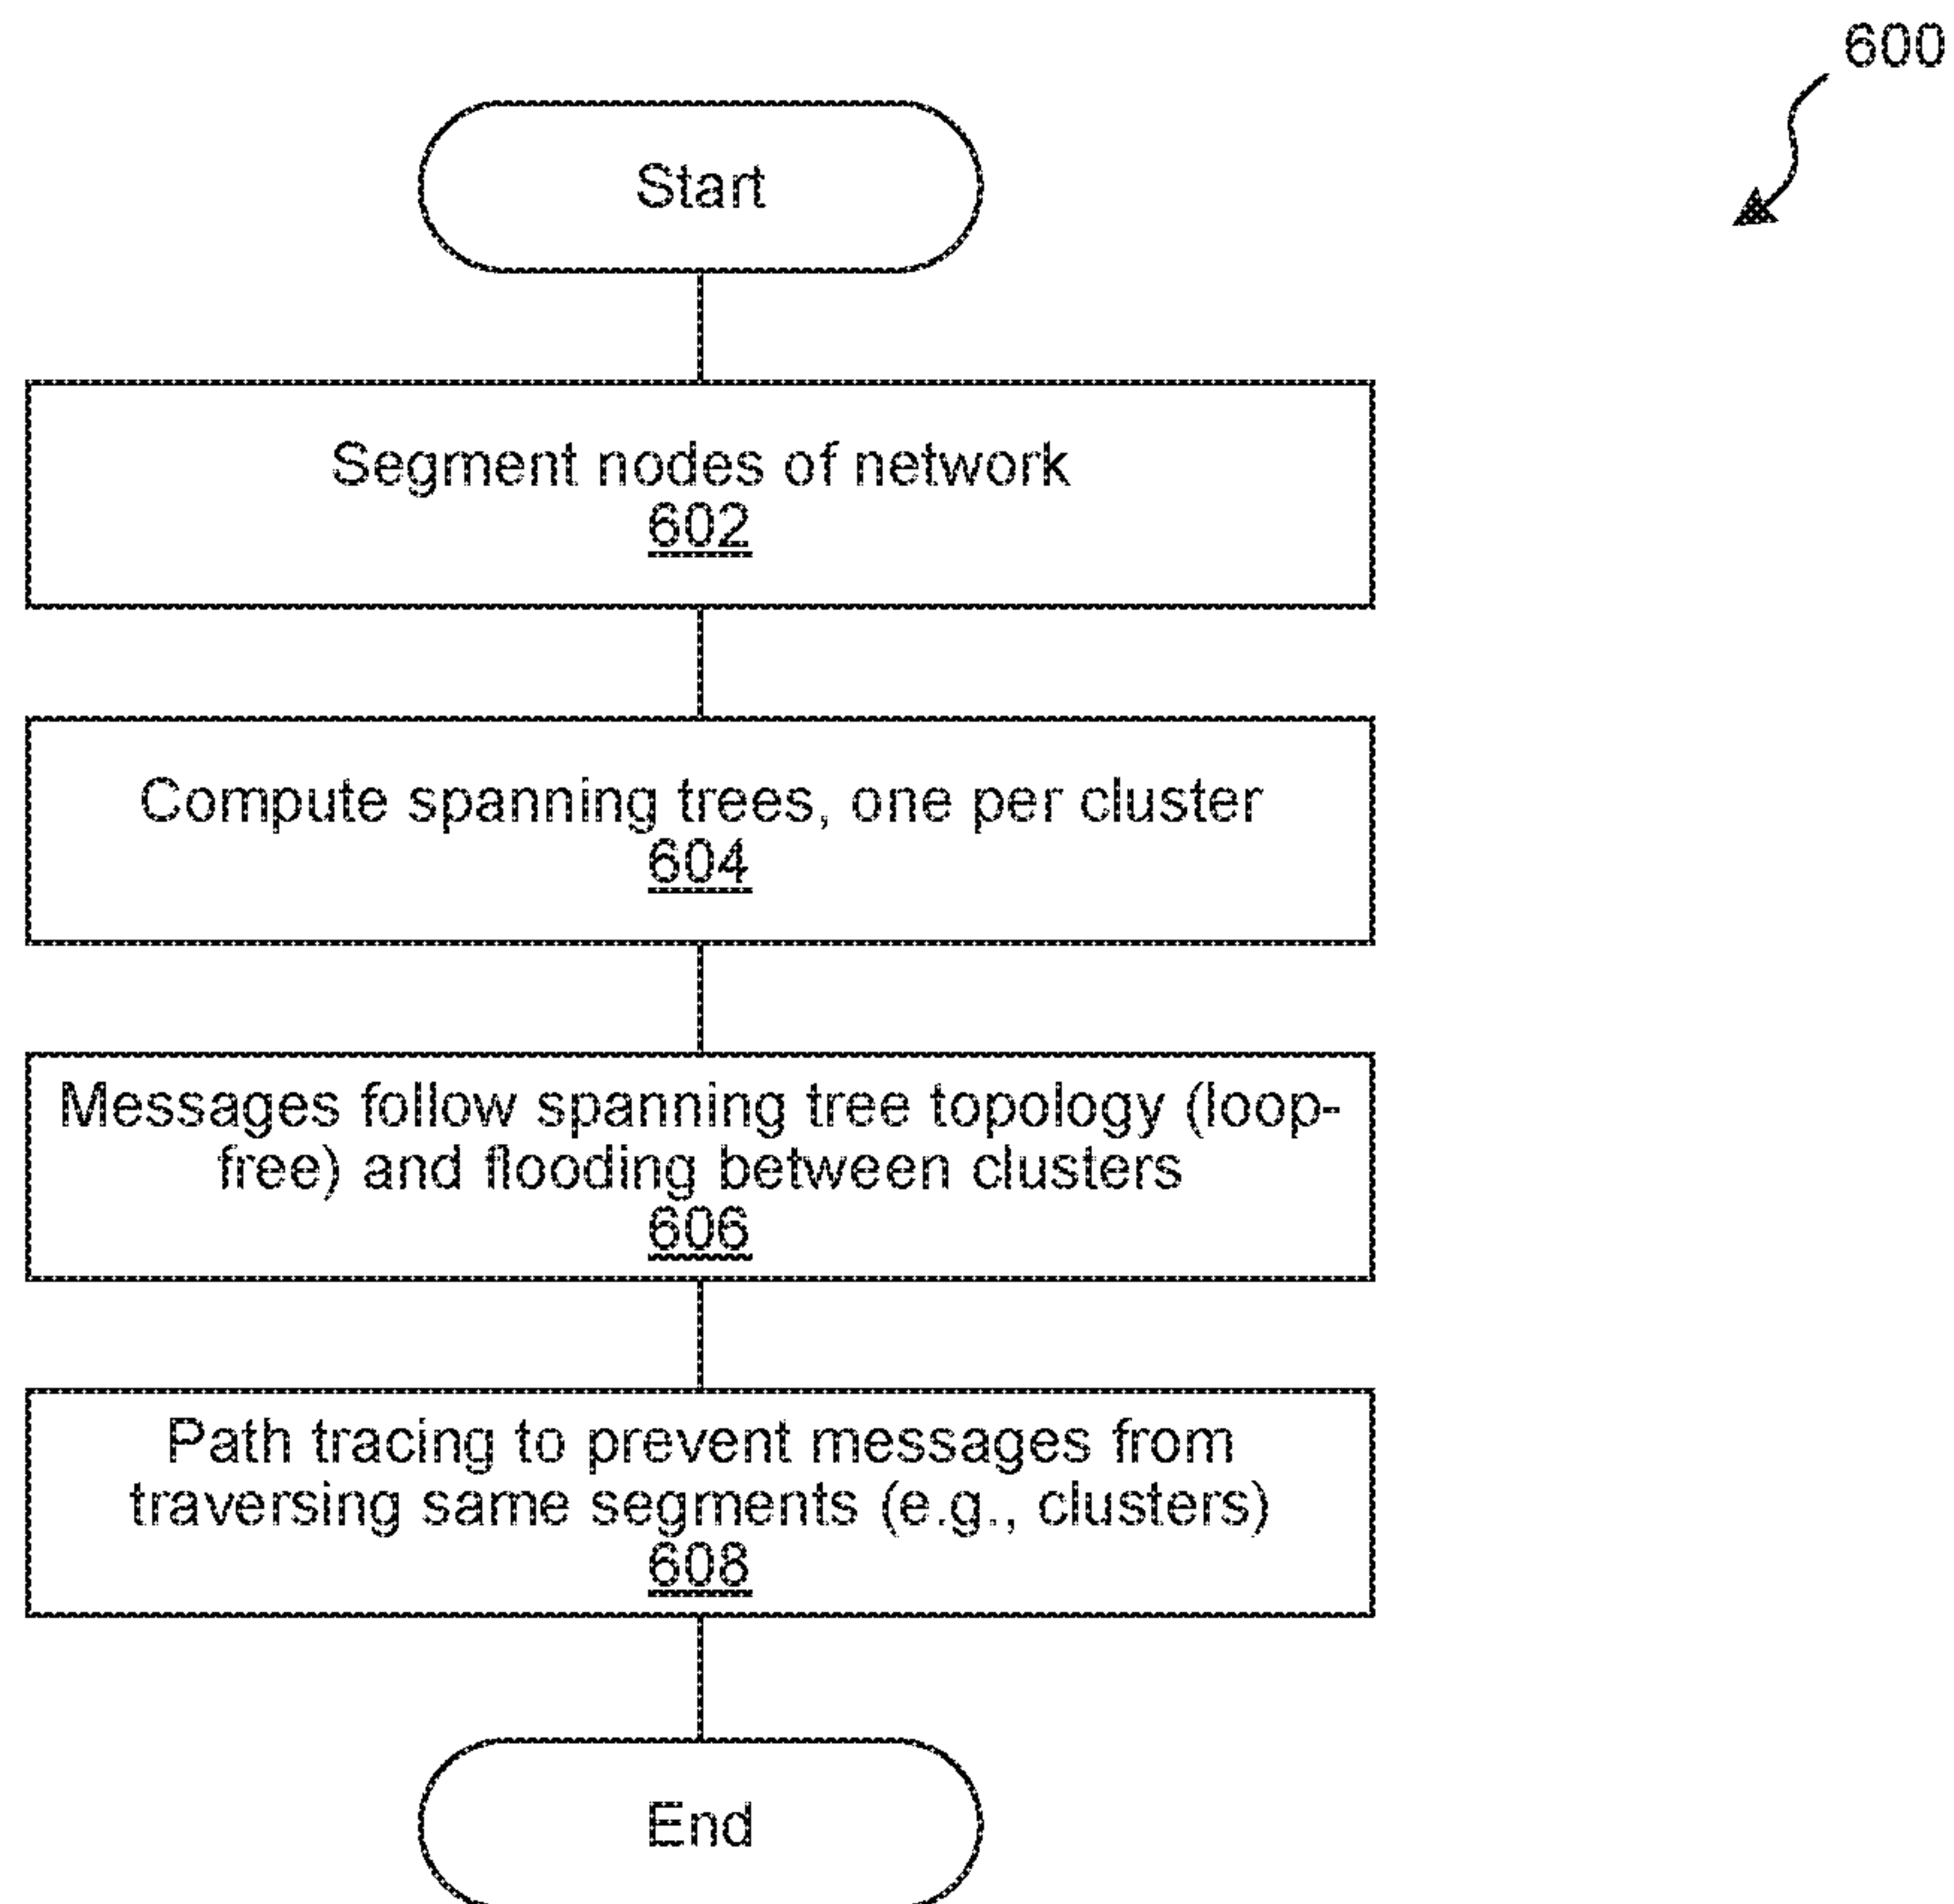 600
Start
Segment nodes of network
602
Compute spanning trees, one per cluster
604
Messages follow spanning tree topology (loop-
free) and flooding between clusters
606
Path tracing to prevent messages from
traversing same segments (e.g., clusters)
608
End